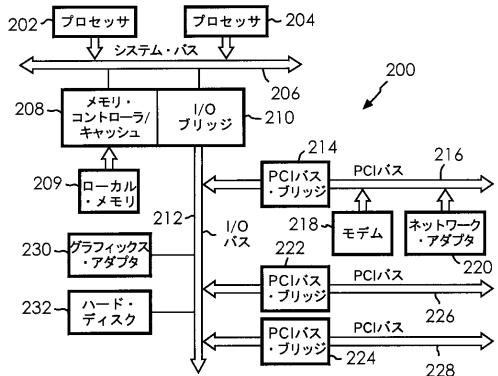 202
プロセッサ
プロセッサ
204
システム・バス
206
200
208
メモリ・
コントローラ/
キャッシュ
I/O
ブリッジ
210
209
ローカル
・メモリ
212
I/O
バス
214
PCIバス
・ブリッジ
PCIバス
216
218
モデム
ネットワーク・
アダプタ
220
230
グラフィックス
・アダプタ
232
ハード・
ディスク
222
PCIバス
・ブリッジ
PCIバス
226
PCIバス
・ブリッジ
224
PCIバス
228